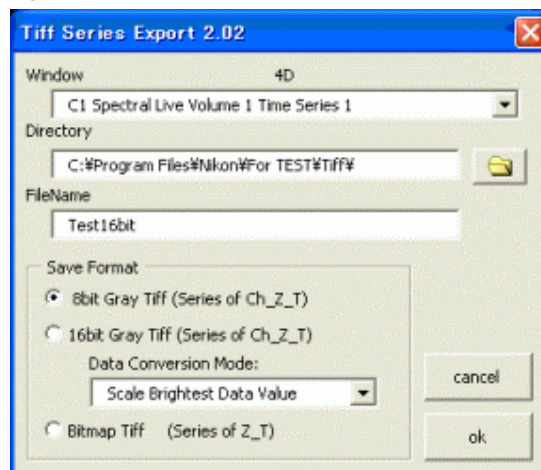 Tiff Series Export 2.02
Window 4D
C1 Spectral Live Volume 1 Time Series 1
Directory
C:¥Program Files¥Nikon¥For TEST¥Tiff¥
FileName
Test16bit
Save Format
8bit Gray Tiff (Series of Ch_Z_T)
16bit Gray Tiff (Series of Ch_Z_T)
Data Conversion Mode:
Scale Brightest Data Value
cancel
Bitmap Tiff (Series of Z_T)
ok